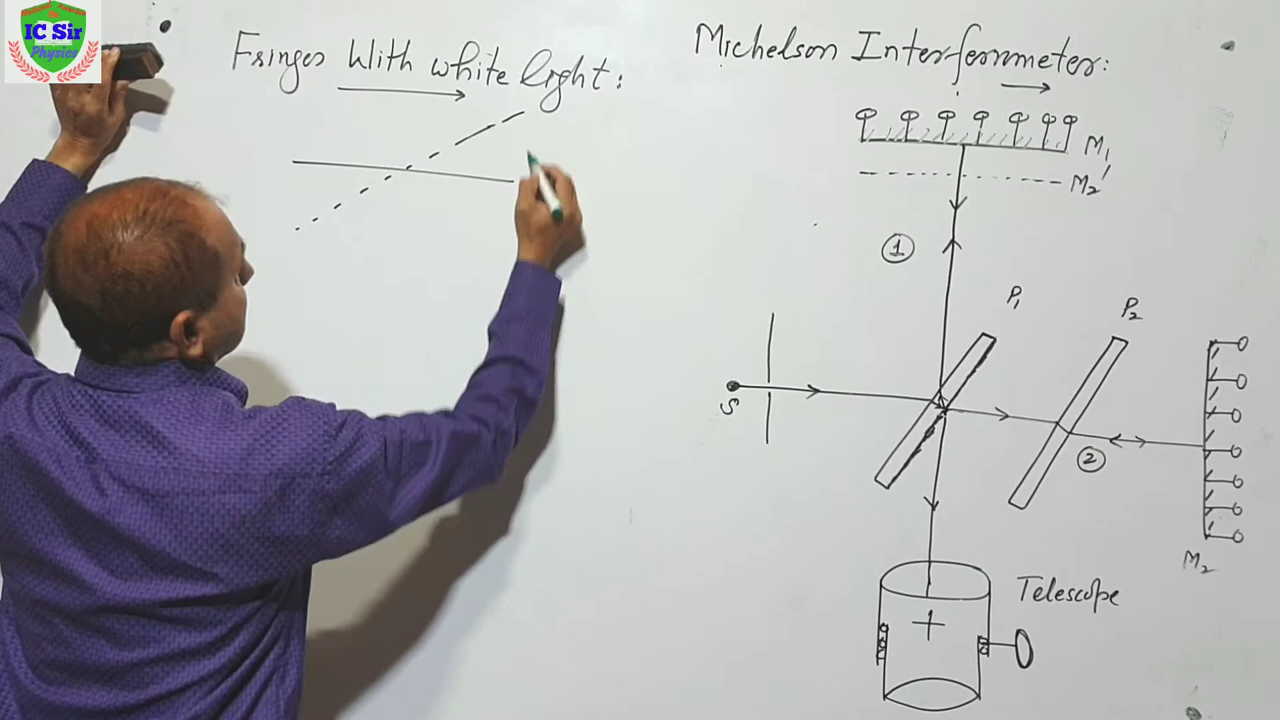 IC Sir
Physics
Fringes With white light:
Michelson Interferometer:
M₁
M₂′
①
P₁
P₂
S
②
M₂
Telescope